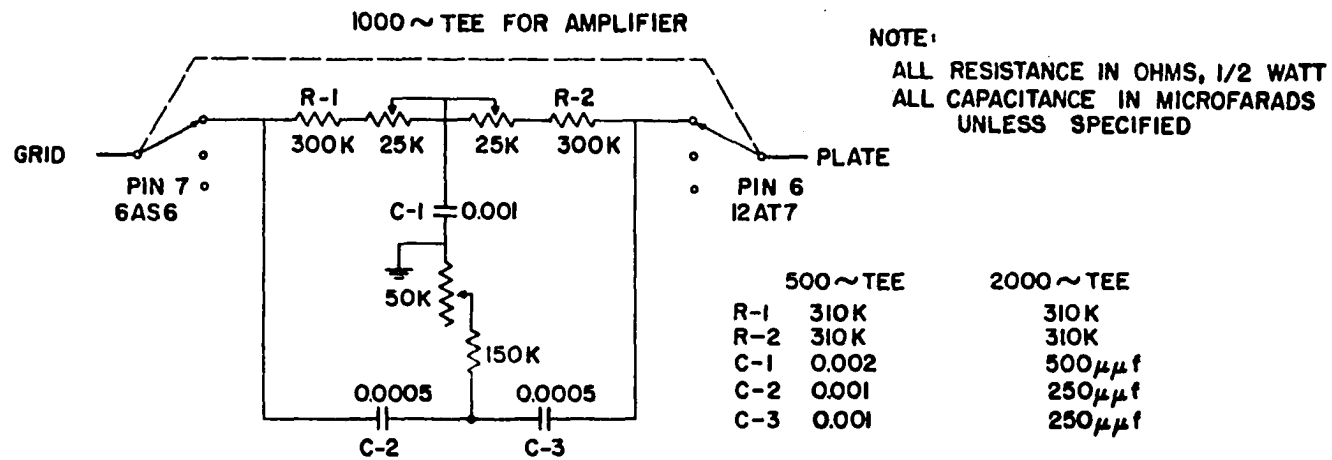 1000 ~ TEE FOR AMPLIFIER
NOTE:
ALL RESISTANCE IN OHMS, 1/2 WATT
ALL CAPACITANCE IN MICROFARADS
UNLESS SPECIFIED
R-1
R-2
300K
25K
25K
300K
GRID
PLATE
PIN 7
6AS6
PIN 6
12AT7
C-1
0.001
50K
150K
0.0005
0.0005
C-2
C-3
500 ~ TEE 2000 ~ TEE
R-1 310K 310K
R-2 310K 310K
C-1 0.002 500μμf
C-2 0.001 250μμf
C-3 0.001 250μμf